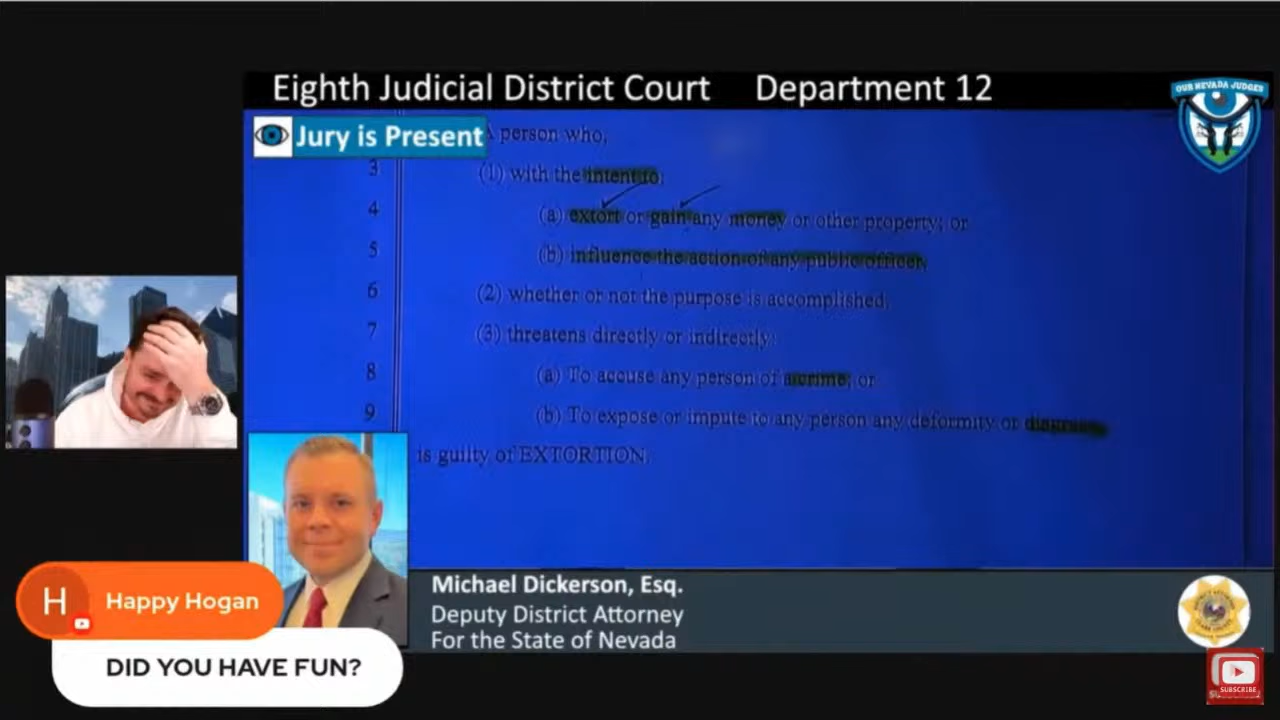 Eighth Judicial District Court Department 12
OUR NEVADA JUDGES
Jury is Present
A person who,
3 (1) with the intent to:
4 (a) extort or gain any money or other property; or
5 (b) influence the action of any public officer,
6 (2) whether or not the purpose is accomplished,
7 (3) threatens directly or indirectly:
8 (a) To accuse any person of a crime; or
9 (b) To expose or impute to any person any deformity or disgrace
is guilty of EXTORTION.
Michael Dickerson, Esq.
Deputy District Attorney
For the State of Nevada
H Happy Hogan
DID YOU HAVE FUN?
SUBSCRIBE